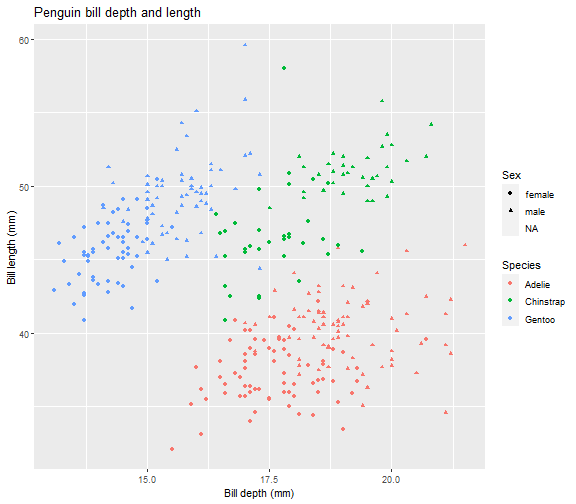 Penguin bill depth and length
60
50
40
Bill length (mm)
15.0
17.5
20.0
Bill depth (mm)
Sex
female
male
NA
Species
Adelie
Chinstrap
Gentoo